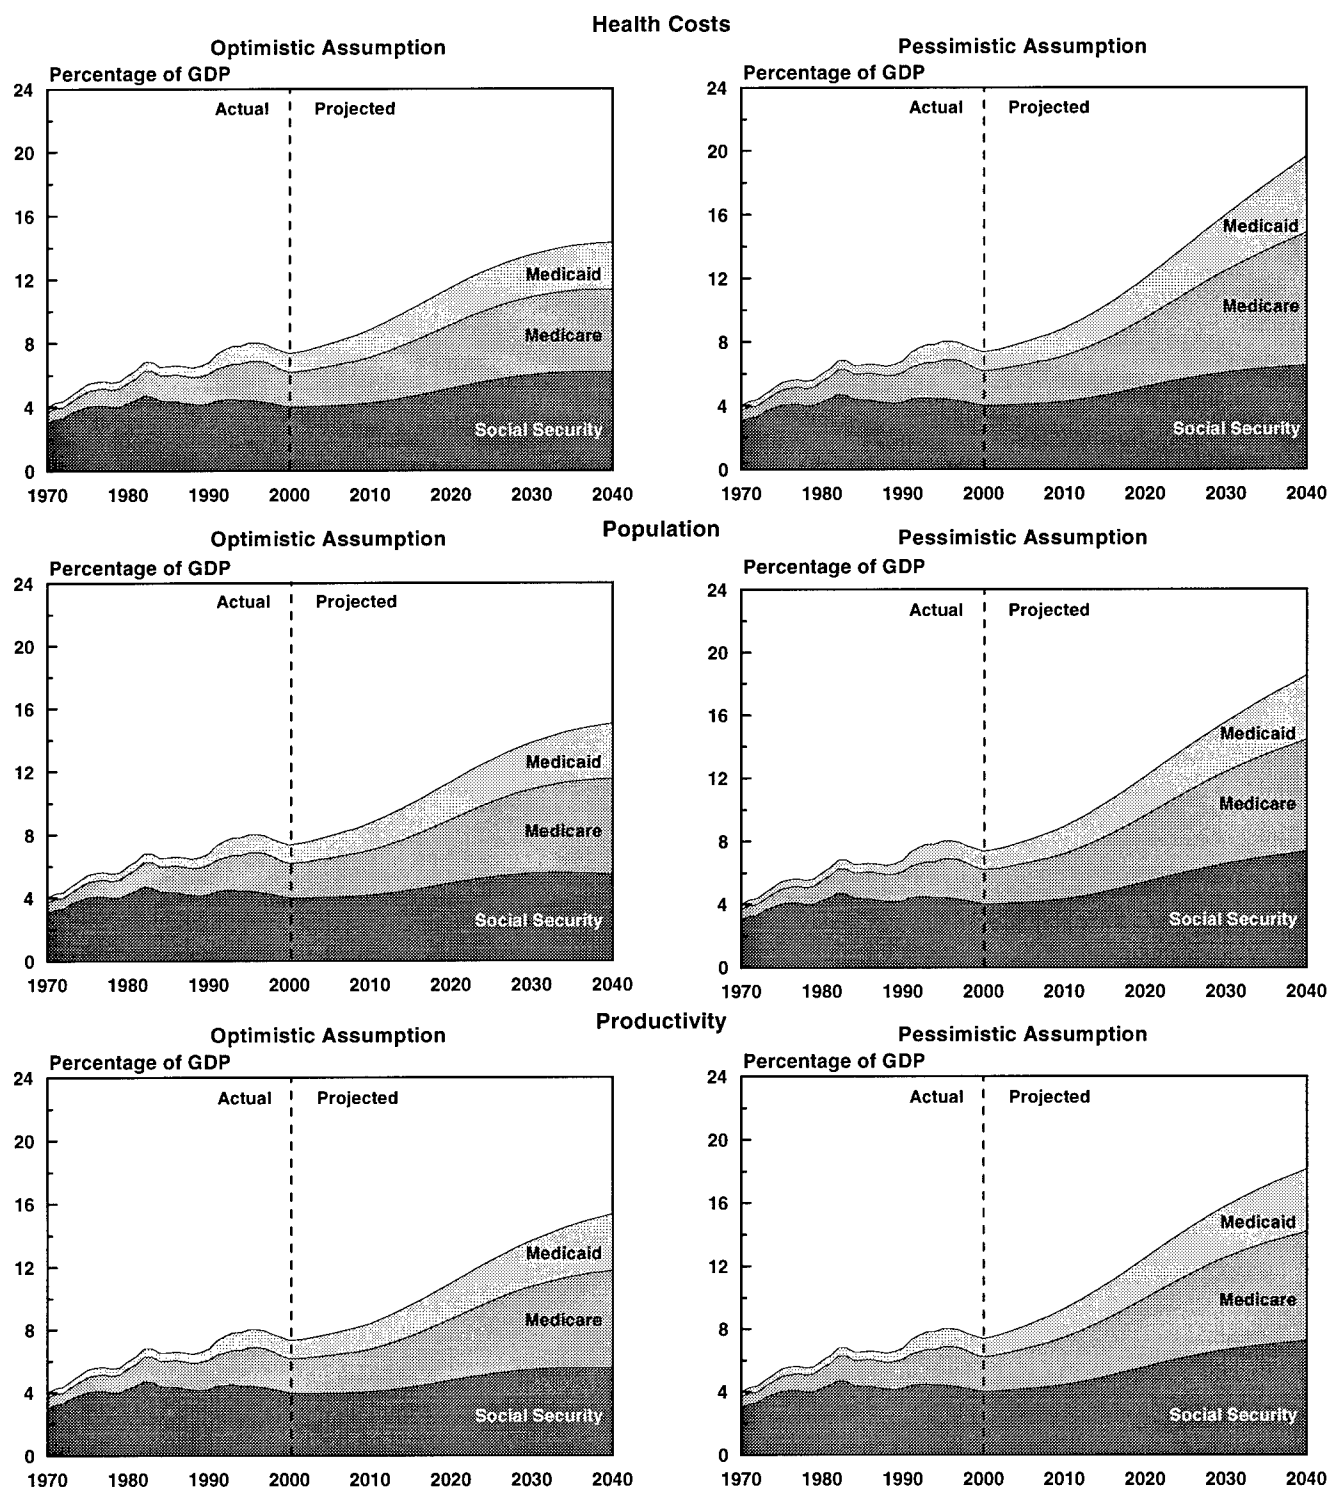 Health Costs
Optimistic Assumption
Pessimistic Assumption
Percentage of GDP
Percentage of GDP
24
20
16
12
8
4
0
Actual Projected
Medicaid
Medicare
Social Security
1970 1980 1990 2000 2010 2020 2030 2040
24
20
16
12
8
4
0
Actual Projected
Medicaid
Medicare
Social Security
1970 1980 1990 2000 2010 2020 2030 2040
Population
Optimistic Assumption
Pessimistic Assumption
Percentage of GDP
Percentage of GDP
24
20
16
12
8
4
0
Actual Projected
Medicaid
Medicare
Social Security
1970 1980 1990 2000 2010 2020 2030 2040
24
20
16
12
8
4
0
Actual Projected
Medicaid
Medicare
Social Security
1970 1980 1990 2000 2010 2020 2030 2040
Productivity
Optimistic Assumption
Pessimistic Assumption
Percentage of GDP
Percentage of GDP
24
20
16
12
8
4
0
Actual Projected
Medicaid
Medicare
Social Security
1970 1980 1990 2000 2010 2020 2030 2040
24
20
16
12
8
4
0
Actual Projected
Medicaid
Medicare
Social Security
1970 1980 1990 2000 2010 2020 2030 2040